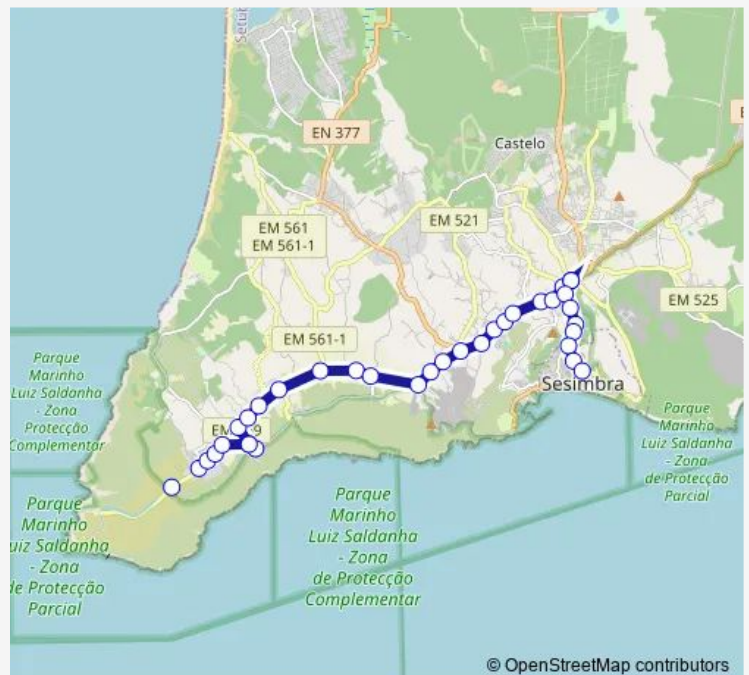 Setúb
EN 377
Castelo
EM 561
EM 561-1
EM 521
EM 525
EM 561-1
Parque
Marinho
Luiz Saldanha
- Zona
Protecção
Complementar
Sesimbra
Parque
Marinho
Luiz Saldanha
- Zona
de Protecção
Parcial
Parque
Marinho
Luiz Saldanha
- Zona
de Protecção
Complementar
Parque
Marinho
uiz Saldanha
- Zona
de Protecção
Parcial
© OpenStreetMap contributors